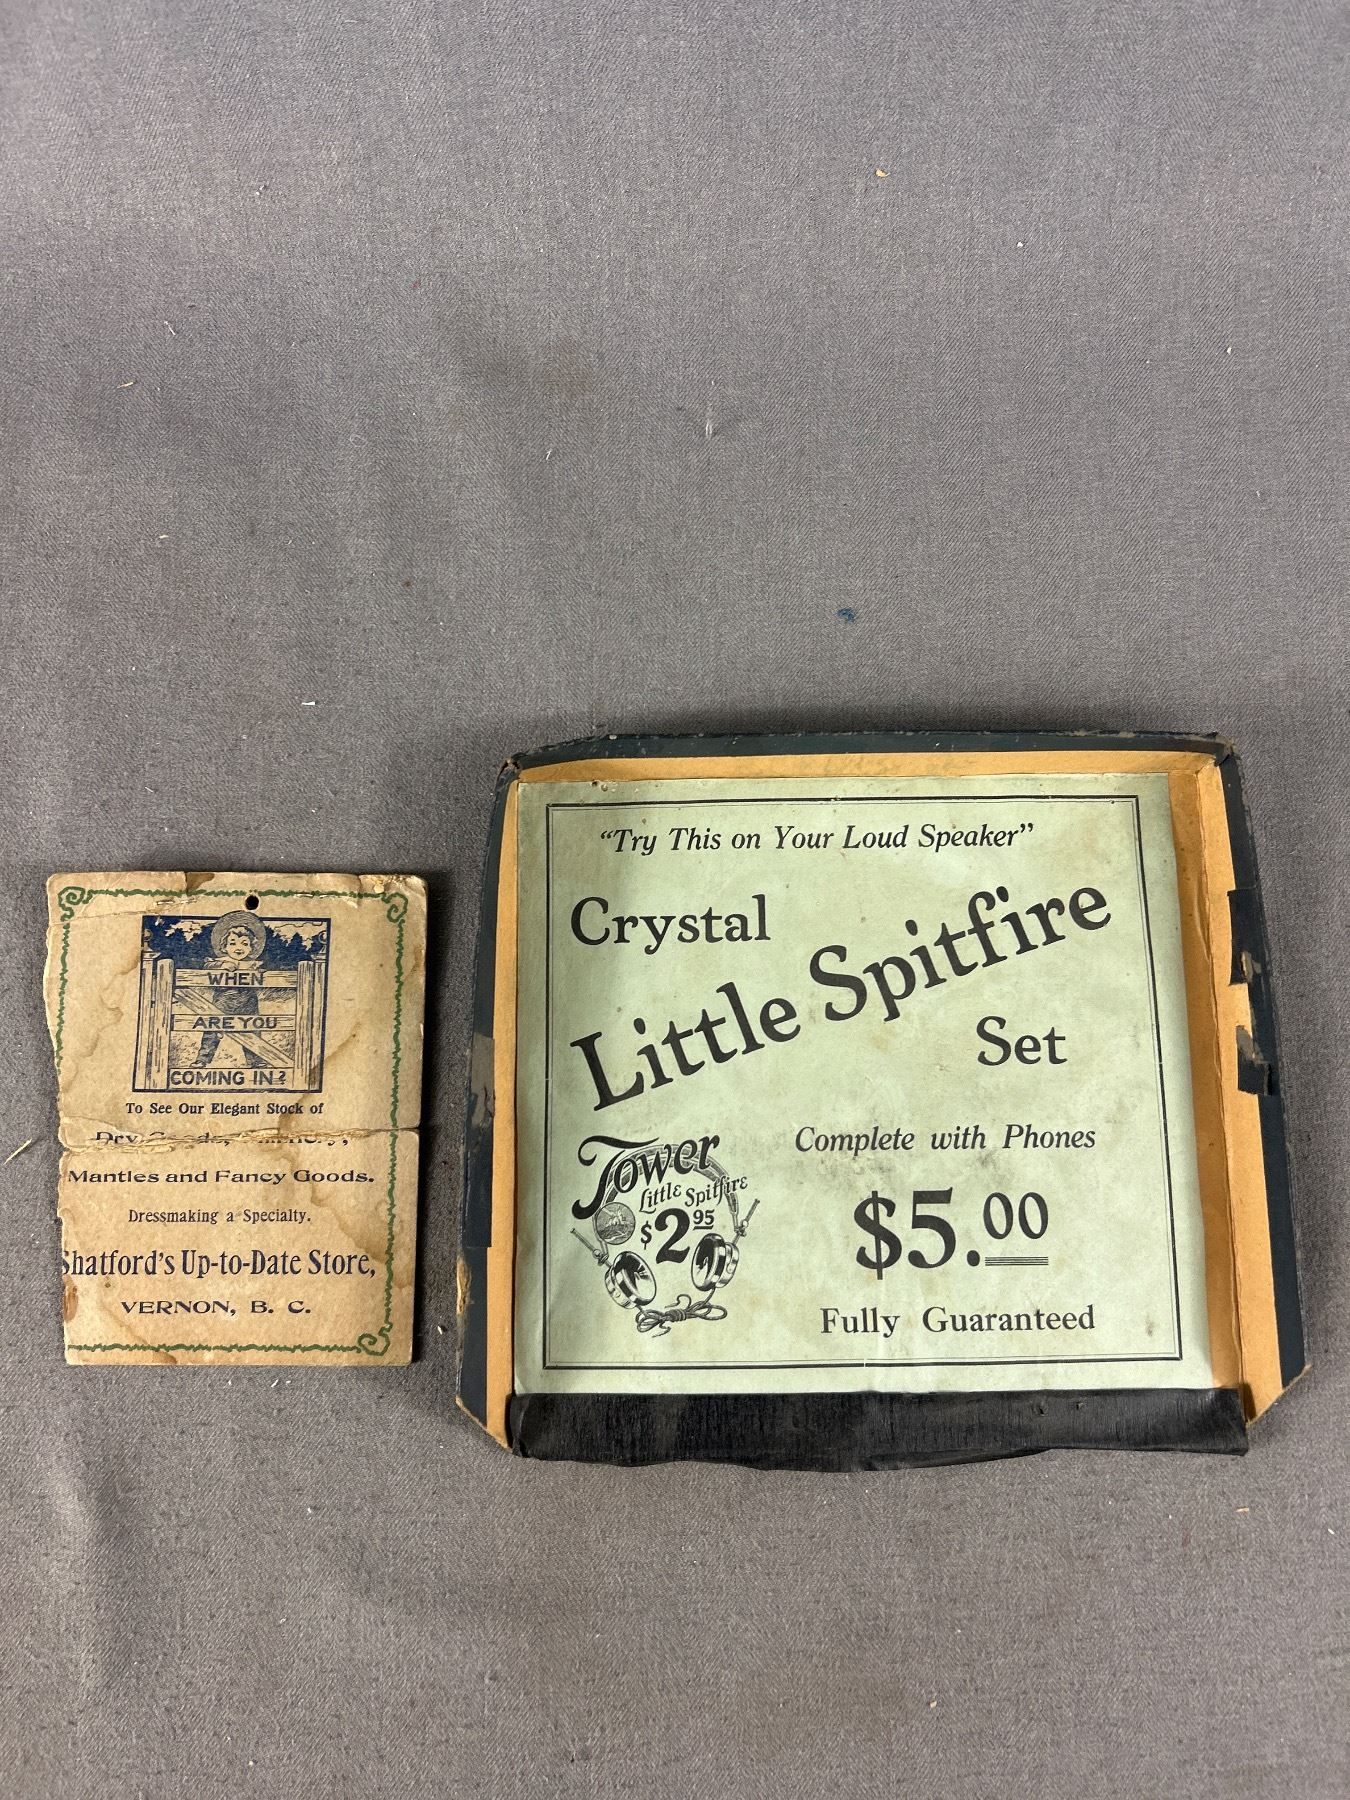 WHEN
ARE YOU
COMING IN?
To See Our Elegant Stock of
Dry Goods,
Mantles and Fancy Goods.
Dressmaking a Specialty.
Shatford's Up-to-Date Store,
VERNON, B. C.
"Try This on Your Loud Speaker"
Crystal
Little Spitfire
Set
Complete with Phones
$5.00
Fully Guaranteed
Tower
Little Spitfire
$2.95